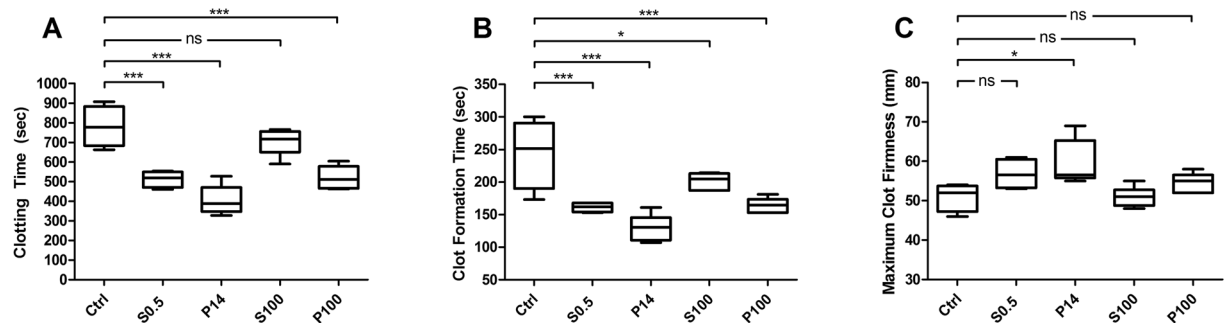 A
***
ns
***
***
Clotting Time (sec)
1000
900
800
700
600
500
400
300
200
100
0
Ctrl
S0.5
P14
S100
P100
B
***
*
***
***
Clot Formation Time (sec)
350
300
250
200
150
100
50
Ctrl
S0.5
P14
S100
P100
C
ns
ns
*
ns
Maximum Clot Firmness (mm)
80
70
60
50
40
30
Ctrl
S0.5
P14
S100
P100